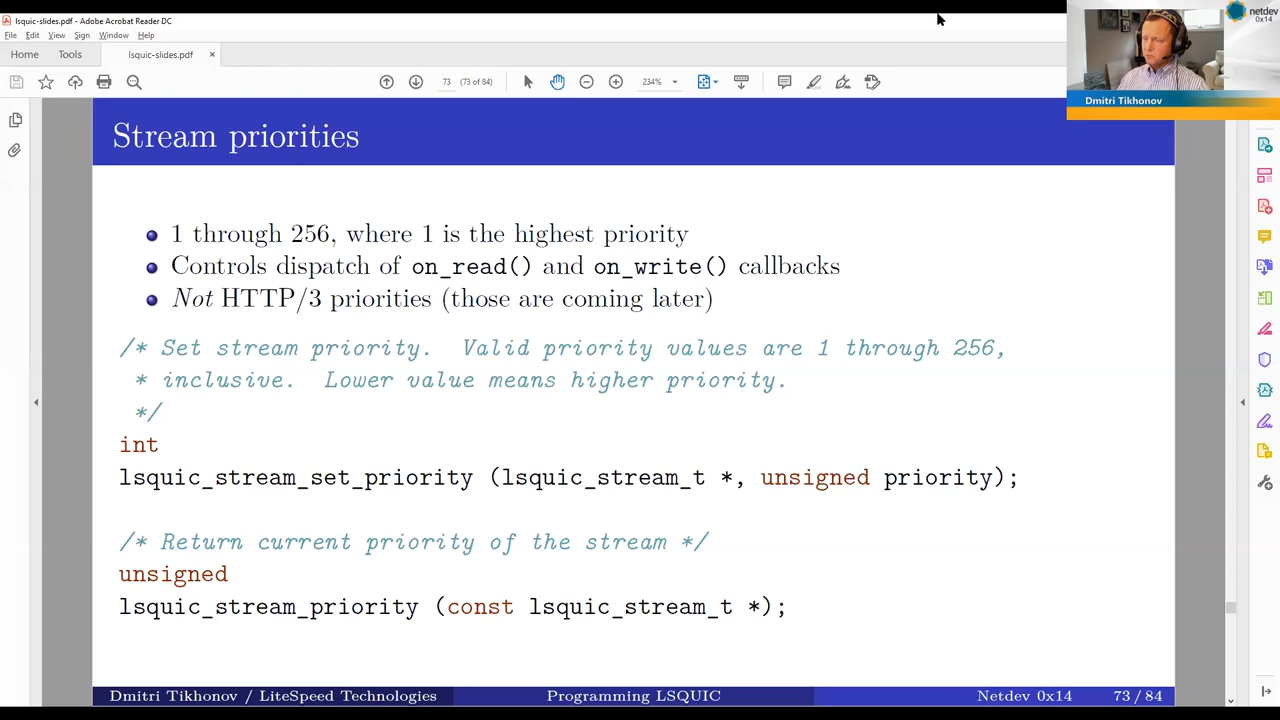 lsquic-slides.pdf - Adobe Acrobat Reader DC
File Edit View Sign Window Help
Home Tools lsquic-slides.pdf ×
73 (73 of 84) 234%
netdev
0x14
Dmitri Tikhonov
Stream priorities
1 through 256, where 1 is the highest priority
Controls dispatch of on_read() and on_write() callbacks
Not HTTP/3 priorities (those are coming later)
/* Set stream priority. Valid priority values are 1 through 256,
* inclusive. Lower value means higher priority.
*/
int
lsquic_stream_set_priority (lsquic_stream_t *, unsigned priority);
/* Return current priority of the stream */
unsigned
lsquic_stream_priority (const lsquic_stream_t *);
Dmitri Tikhonov / LiteSpeed Technologies Programming LSQUIC Netdev 0x14 73 / 84